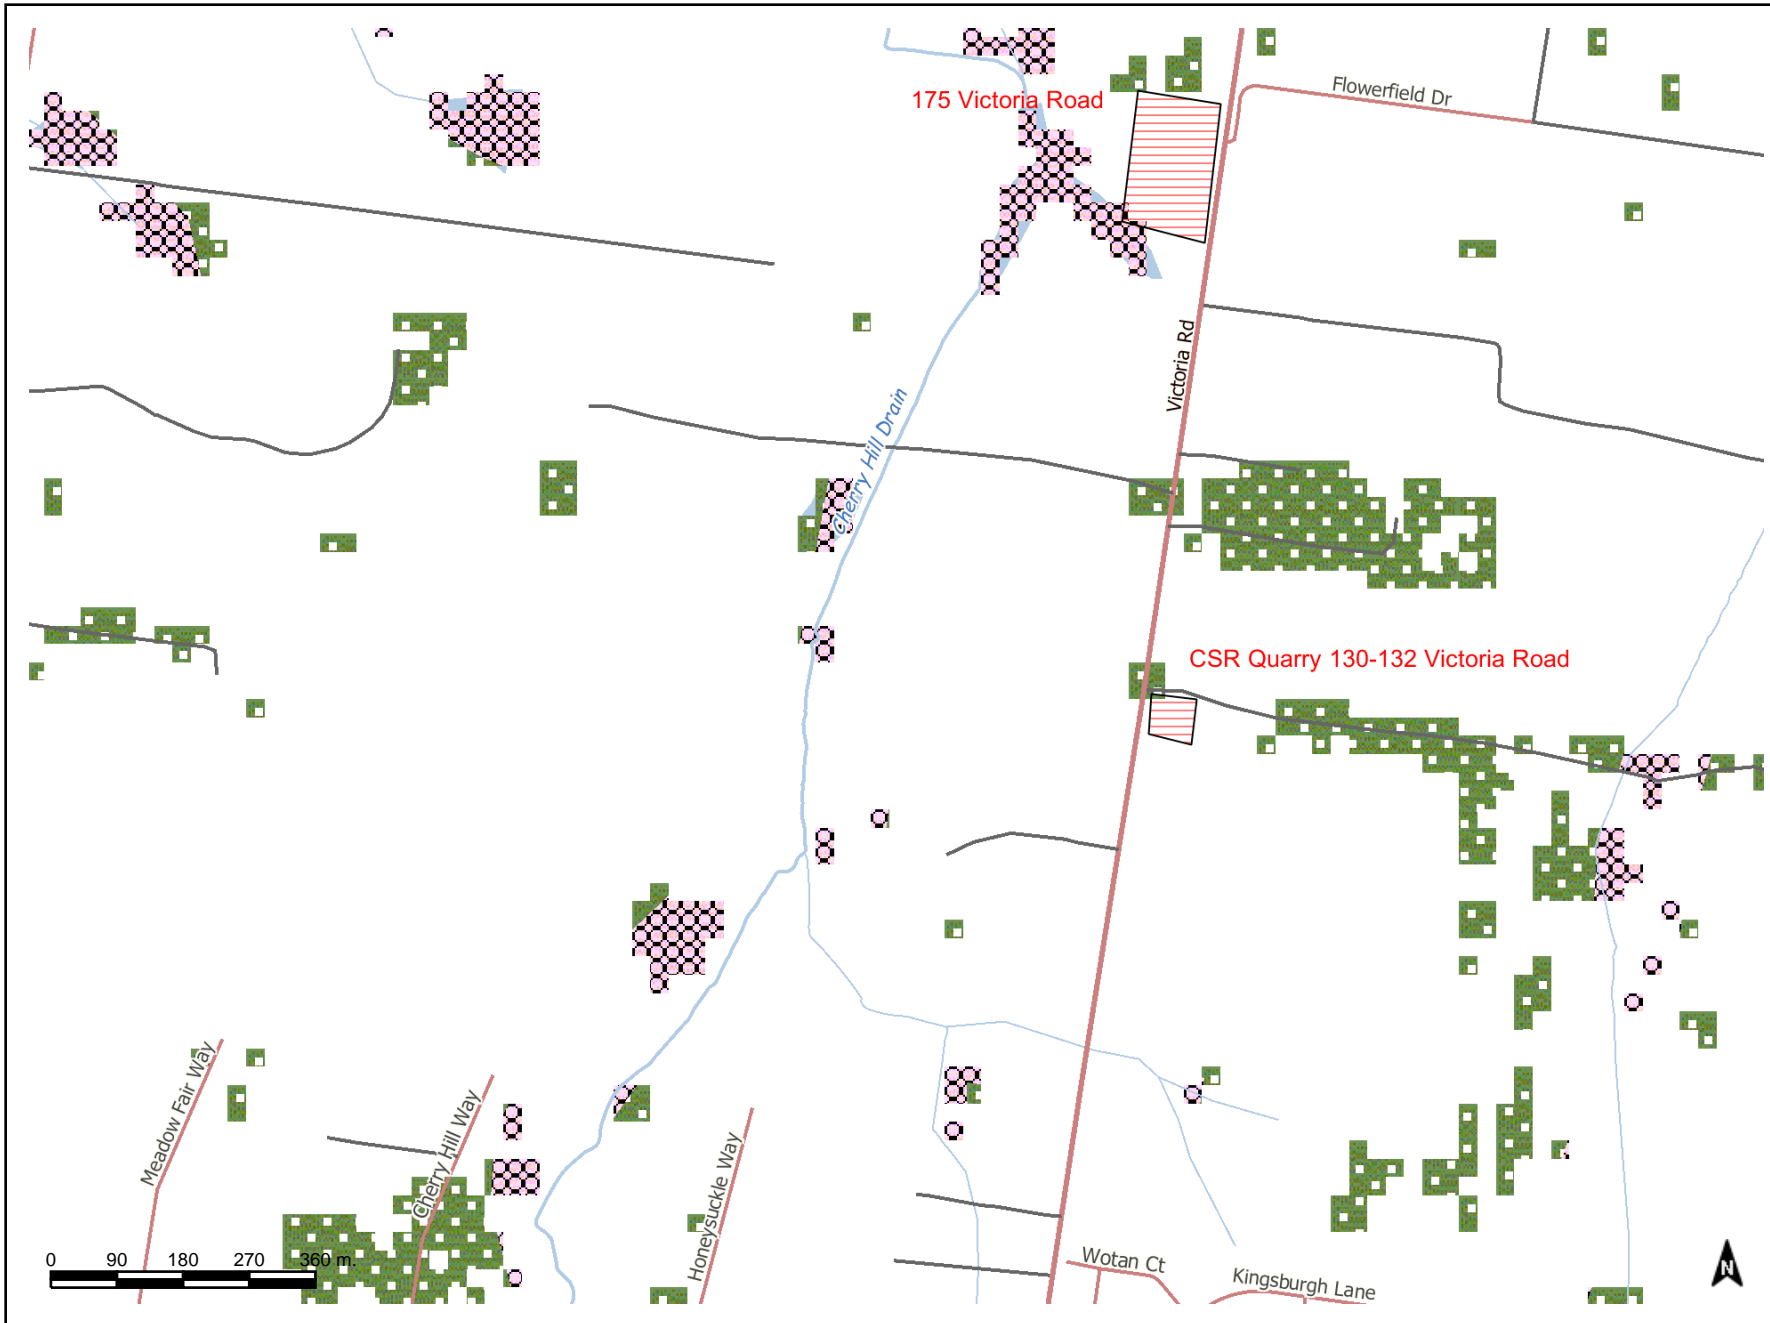 Flowerfield Dr
175 Victoria Road
Victoria Rd
Cherry Hill Drain
CSR Quarry 130-132 Victoria Road
Meadow Fair Way
Cherry Hill Way
Honeysuckle Way
0 90 180 270 360 m.
Wotan Ct
Kingsburgh Lane
N